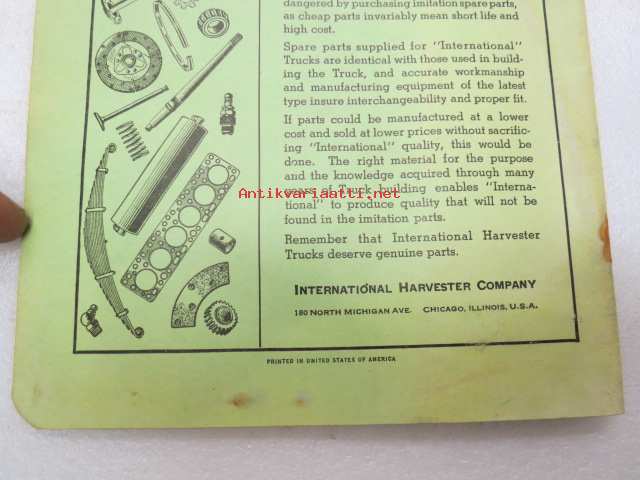 dangered by purchasing imitation spare parts,
as cheap parts invariably mean short life and
high cost.
Spare parts supplied for "International"
Trucks are identical with those used in build-
ing the Truck, and accurate workmanship
and manufacturing equipment of the latest
type insure interchangeability and proper fit.
If parts could be manufactured at a lower
cost and sold at lower prices without sacrific-
ing "International" quality, this would be
done. The right material for the purpose
and the knowledge acquired through many
years of Truck building enables "Interna-
tional" to produce quality that will not be
found in the imitation parts.
Remember that International Harvester
Trucks deserve genuine parts.
INTERNATIONAL HARVESTER COMPANY
180 NORTH MICHIGAN AVE. CHICAGO, ILLINOIS, U.S.A.
PRINTED IN UNITED STATES OF AMERICA
Antikvariaatti.net